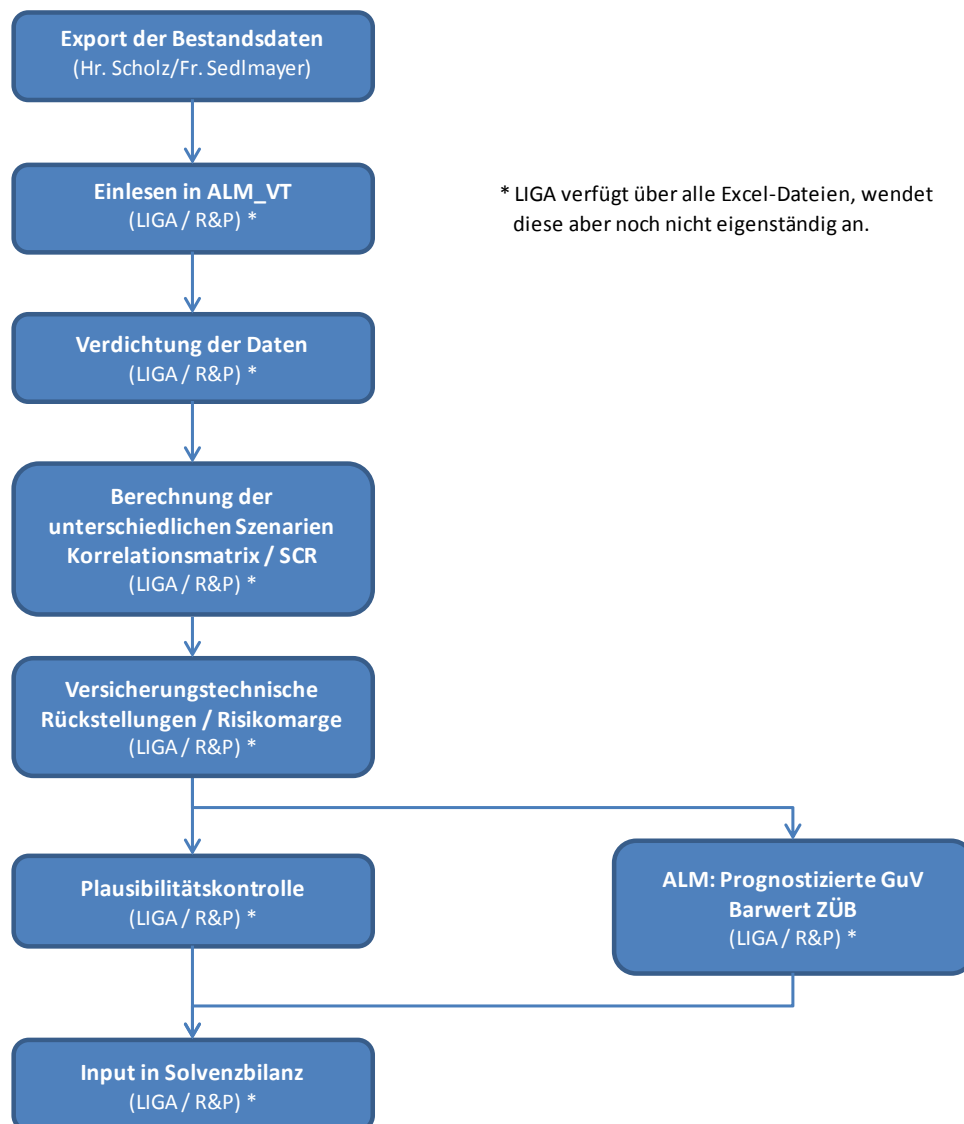 Export der Bestandsdaten
(Hr. Scholz/Fr. Sedlmayer)
Einlesen in ALM_VT
(LIGA / R&P) *
* LIGA verfügt über alle Excel-Dateien, wendet
diese aber noch nicht eigenständig an.
Verdichtung der Daten
(LIGA / R&P) *
Berechnung der
unterschiedlichen Szenarien
Korrelationsmatrix / SCR
(LIGA / R&P) *
Versicherungstechnische
Rückstellungen / Risikomarge
(LIGA / R&P) *
Plausibilitätskontrolle
(LIGA / R&P) *
ALM: Prognostizierte GuV
Barwert ZÜB
(LIGA / R&P) *
Input in Solvenzbilanz
(LIGA / R&P) *